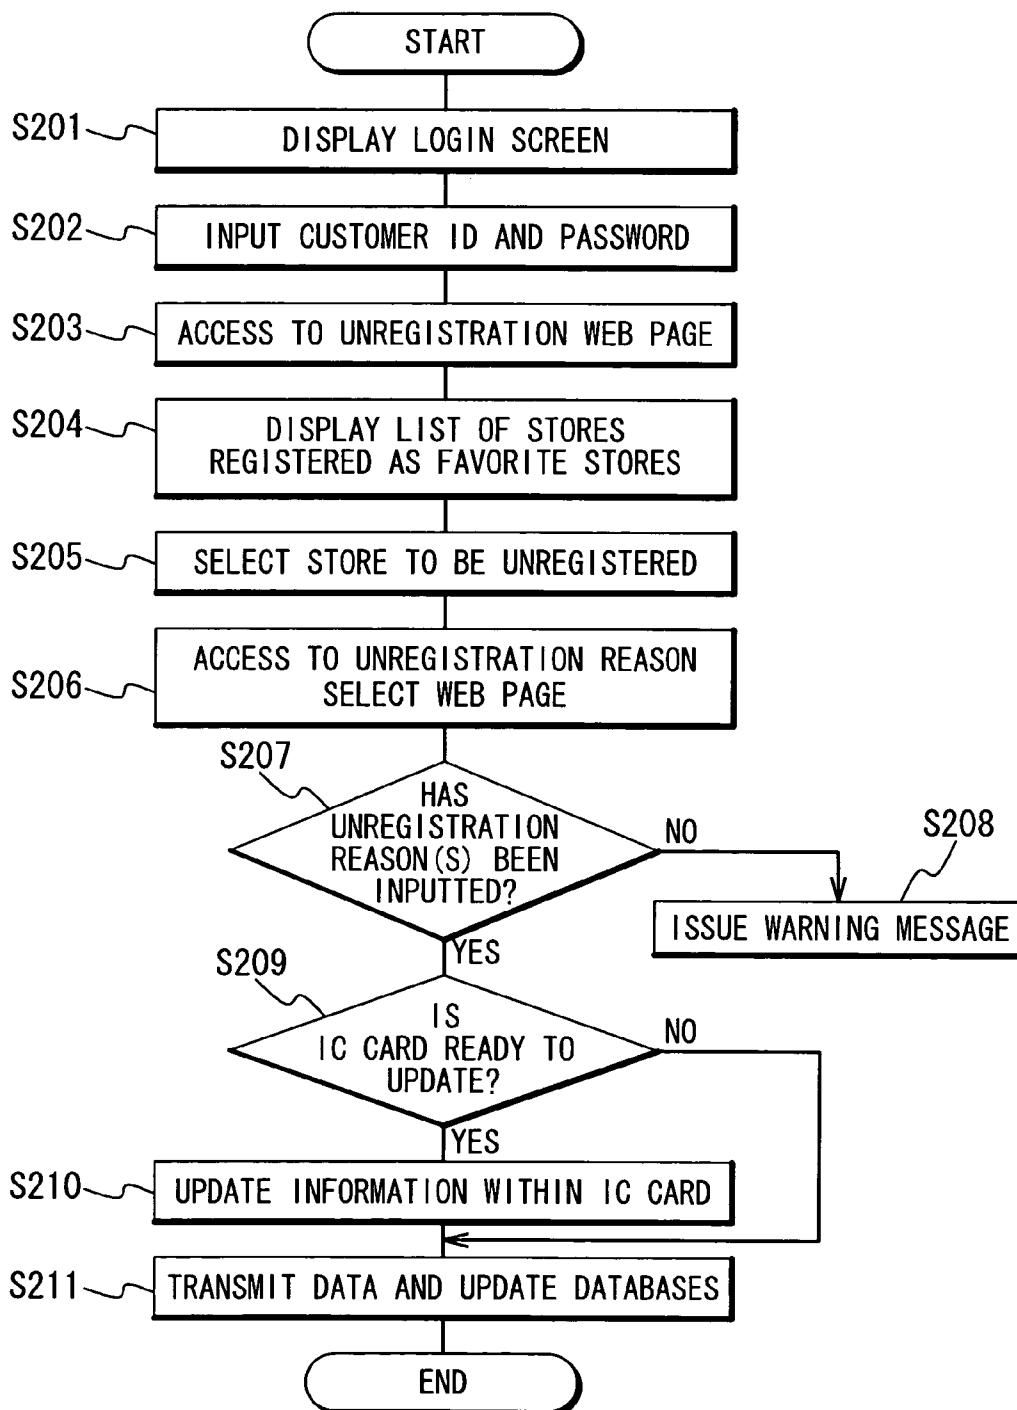 START
S201
DISPLAY LOGIN SCREEN
S202
INPUT CUSTOMER ID AND PASSWORD
S203
ACCESS TO UNREGISTRATION WEB PAGE
S204
DISPLAY LIST OF STORES
REGISTERED AS FAVORITE STORES
S205
SELECT STORE TO BE UNREGISTERED
S206
ACCESS TO UNREGISTRATION REASON
SELECT WEB PAGE
S207
HAS
UNREGISTRATION
REASON(S) BEEN
INPUTTED?
NO
S208
ISSUE WARNING MESSAGE
YES
S209
IS
IC CARD READY TO
UPDATE?
NO
YES
S210
UPDATE INFORMATION WITHIN IC CARD
S211
TRANSMIT DATA AND UPDATE DATABASES
END